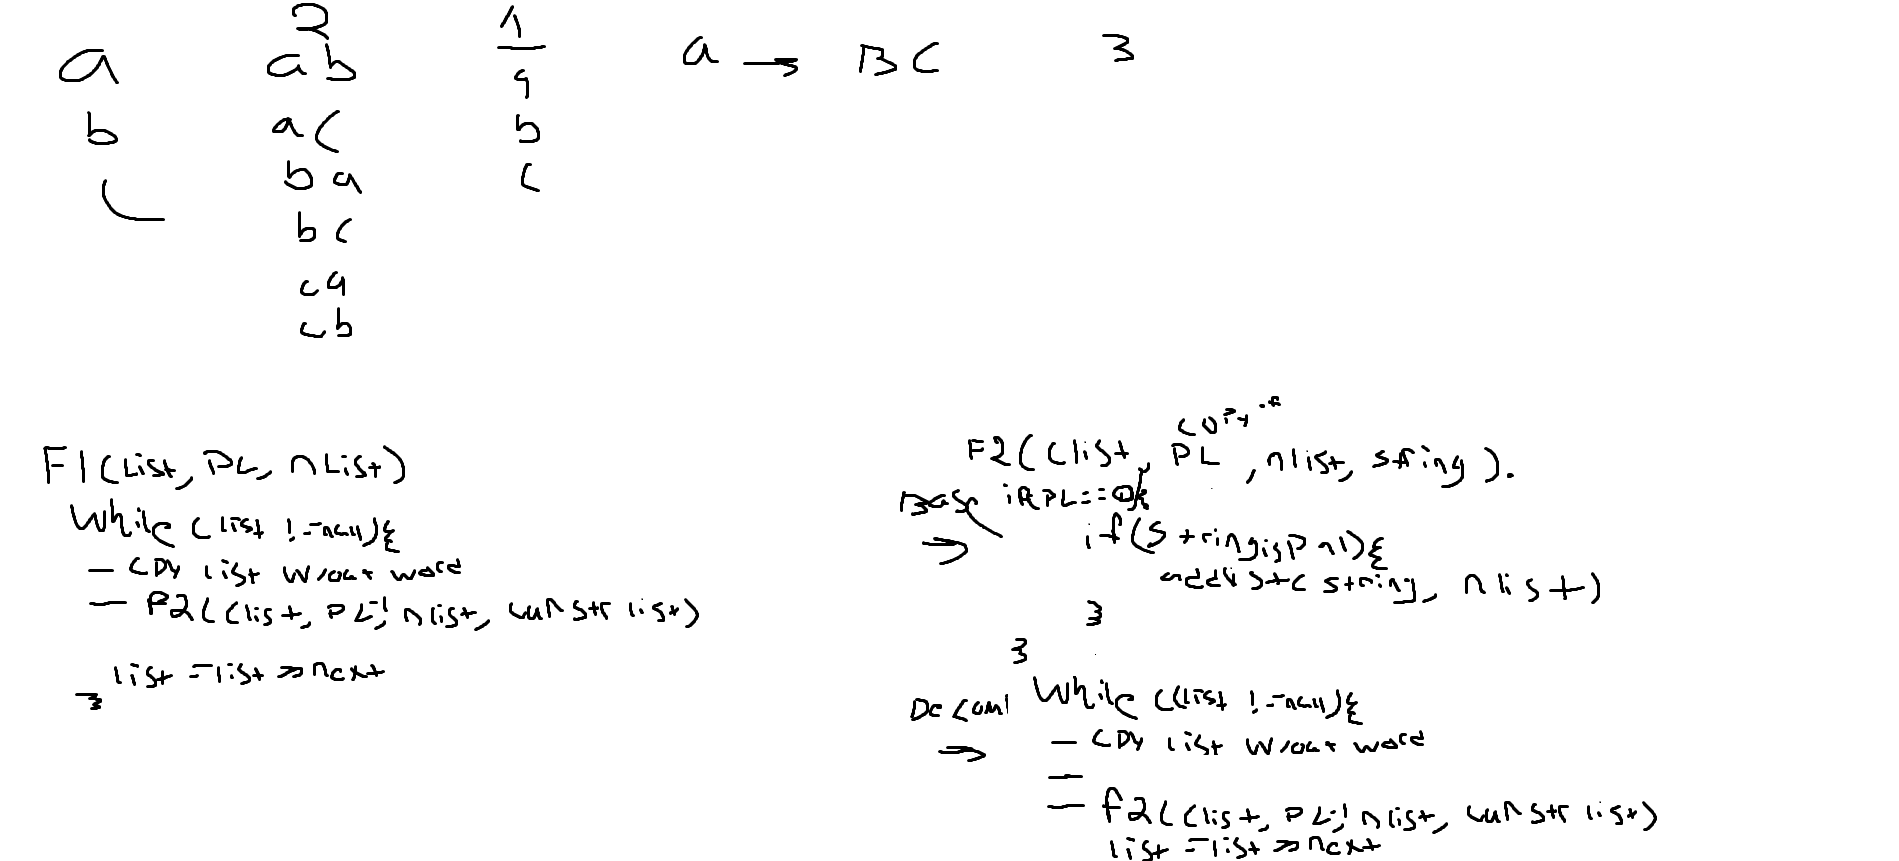 2 1
a ab a → BC 3
a
b ac b
ba c
c
bc
ca
cb
copy of
F1(List, PL, nList)
While (list != null){
- cpy list w/out word
- F2(clist, PL-1, nlist, list)
list = list -> next
}
F2(clist, PL, nlist, string).
Base if PL==0{
→ if(string is Pal){
addlist(string, nlist)
}
}
While (clist != null){
→ - cpy list w/out word
-
- f2(clist, PL-1, nlist, list)
list = list -> next